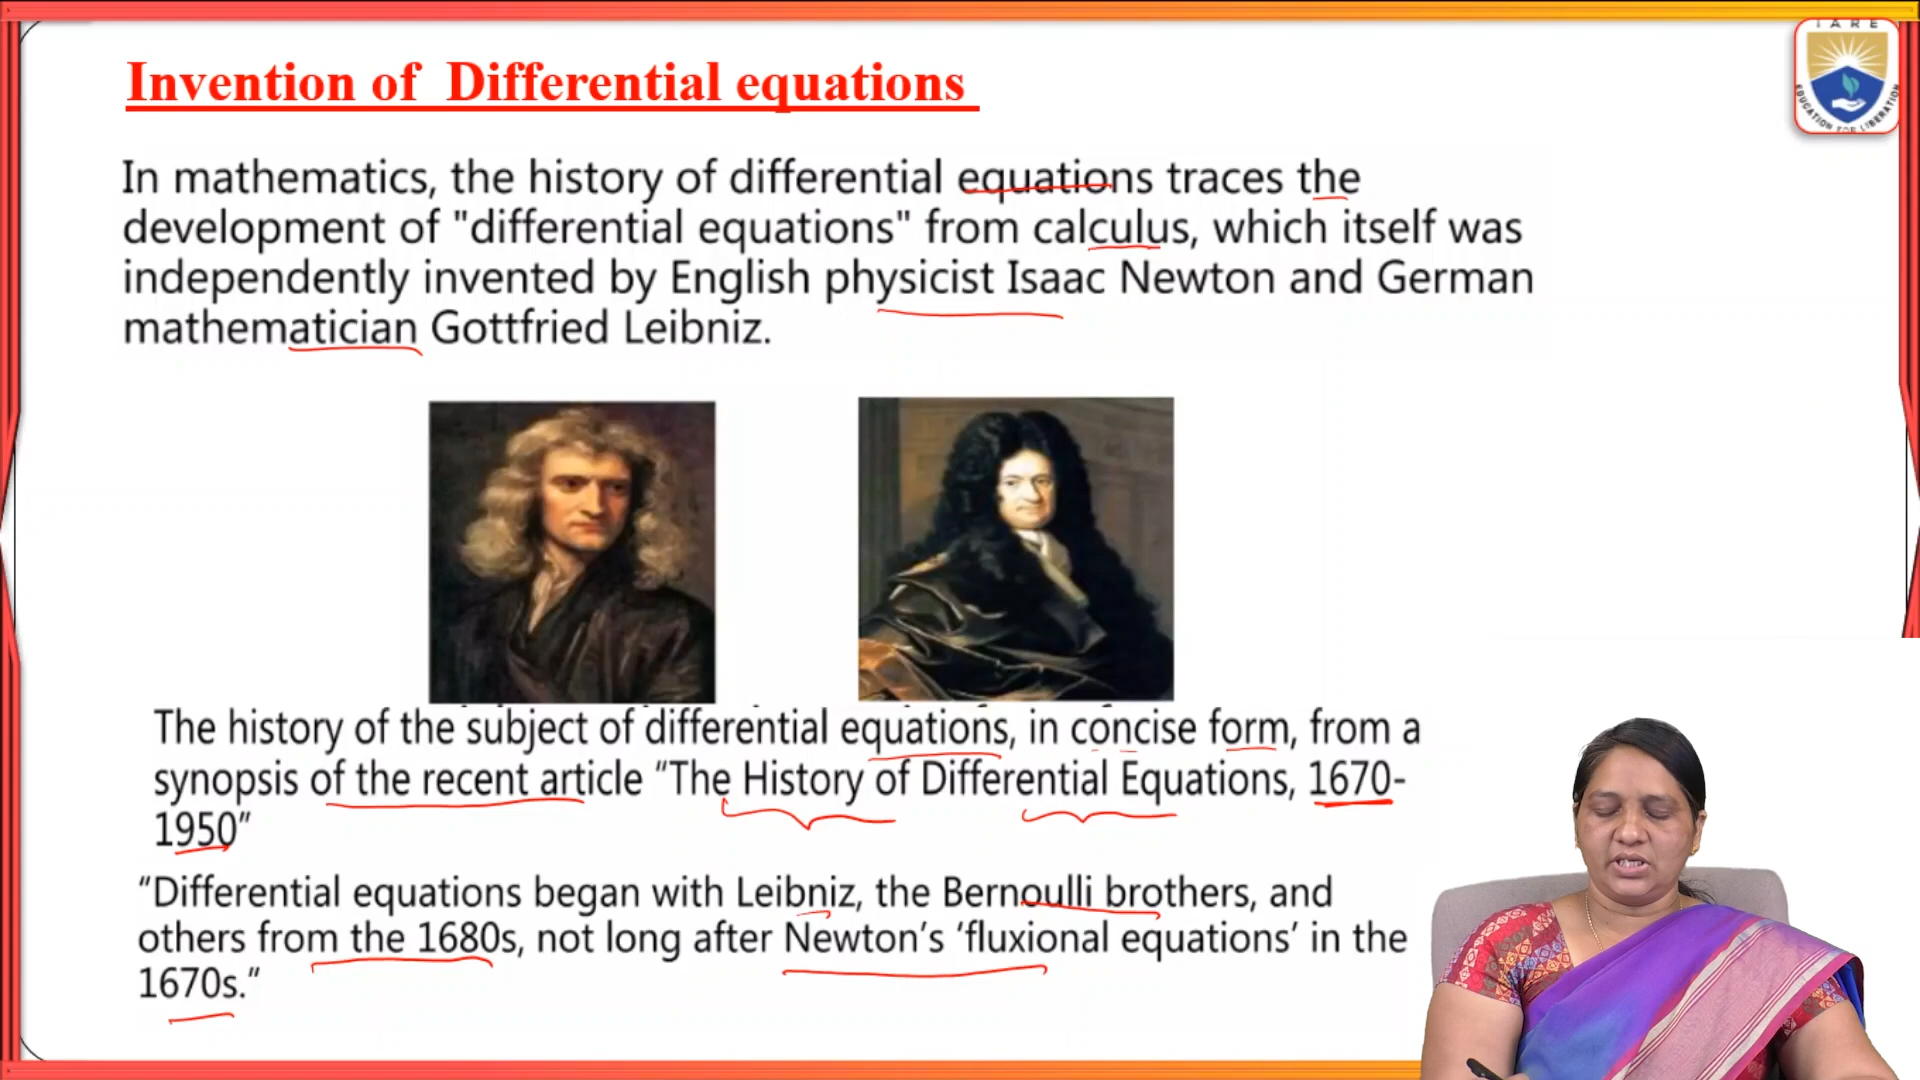 IARE
EDUCATION FOR LIBERATION
Invention of Differential equations
In mathematics, the history of differential equations traces the
development of "differential equations" from calculus, which itself was
independently invented by English physicist Isaac Newton and German
mathematician Gottfried Leibniz.
The history of the subject of differential equations, in concise form, from a
synopsis of the recent article “The History of Differential Equations, 1670-
1950”
“Differential equations began with Leibniz, the Bernoulli brothers, and
others from the 1680s, not long after Newton’s ‘fluxional equations’ in the
1670s.”